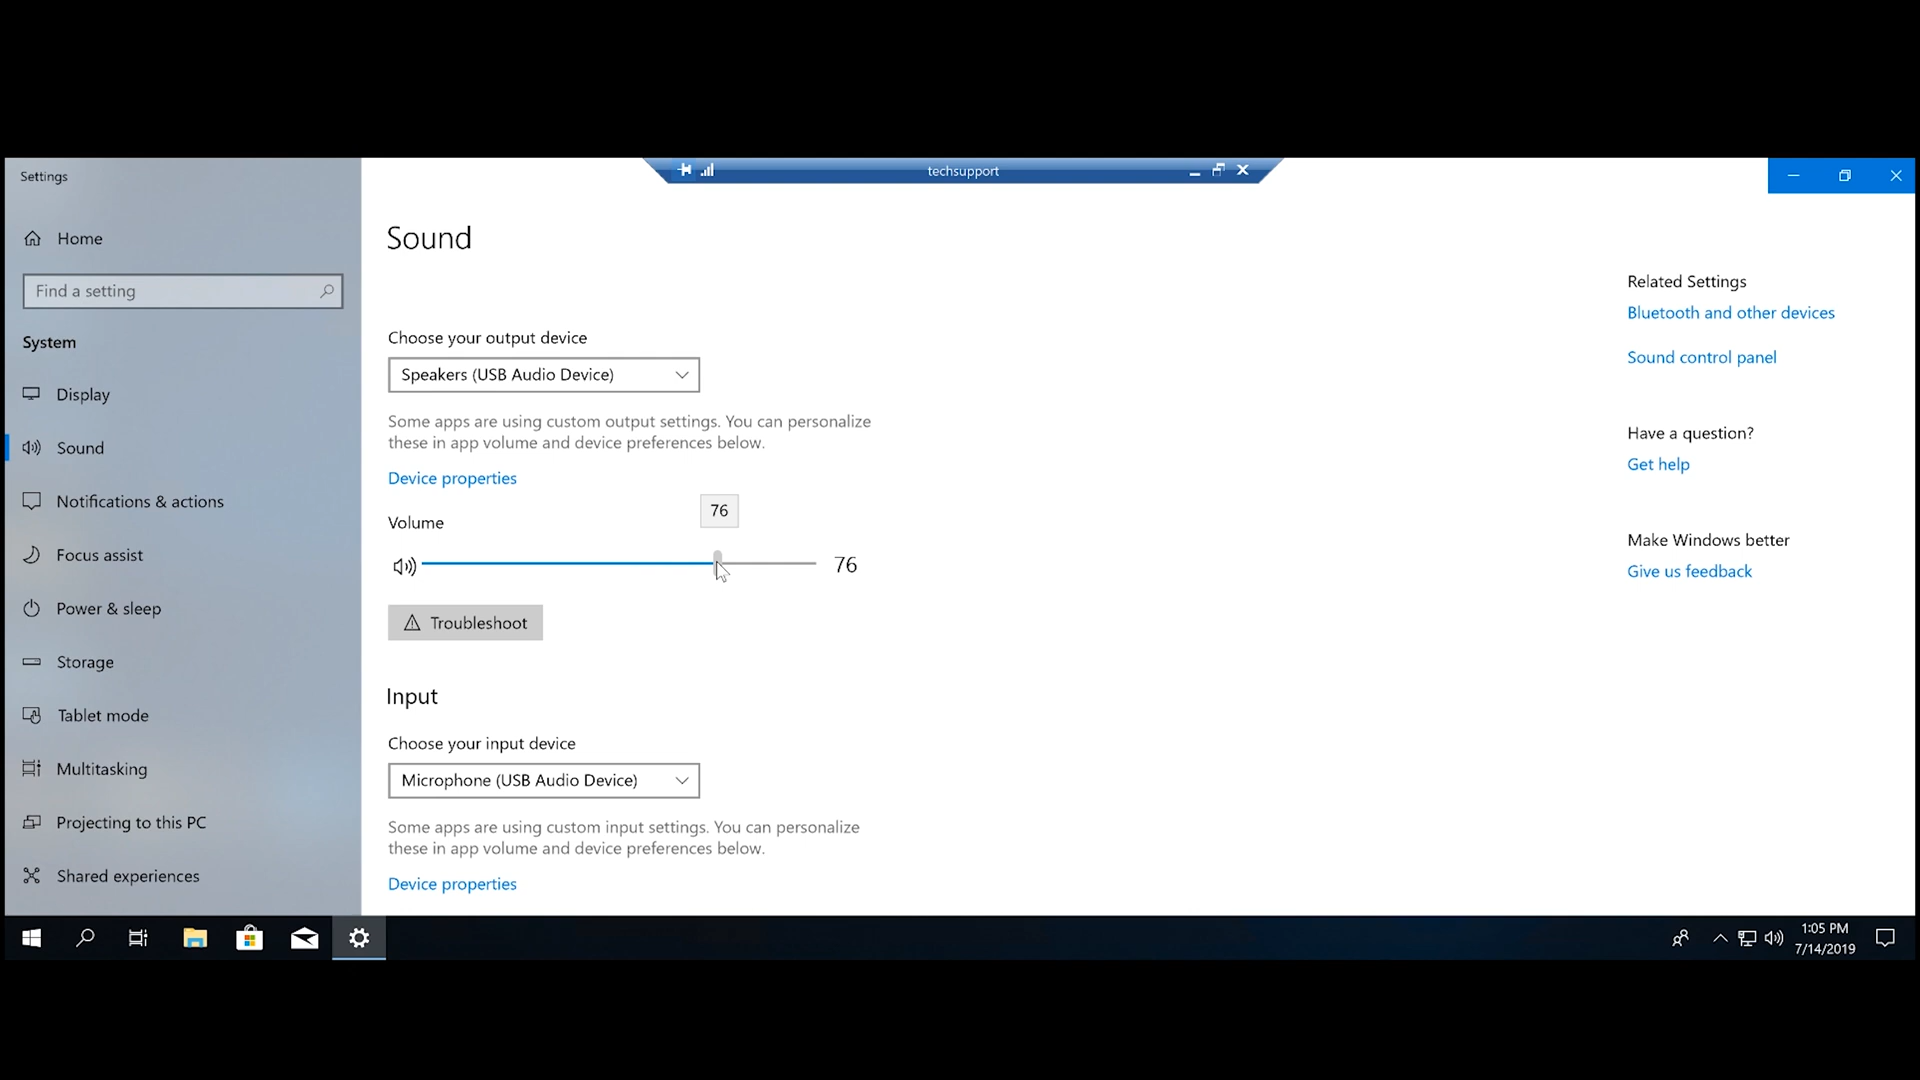 techsupport
Settings
Home
Find a setting
System
Display
Sound
Notifications & actions
Focus assist
Power & sleep
Storage
Tablet mode
Multitasking
Projecting to this PC
Shared experiences
Sound
Choose your output device
Speakers (USB Audio Device)
Some apps are using custom output settings. You can personalize
these in app volume and device preferences below.
Device properties
76
Volume
76
Troubleshoot
Input
Choose your input device
Microphone (USB Audio Device)
Some apps are using custom input settings. You can personalize
these in app volume and device preferences below.
Device properties
Related Settings
Bluetooth and other devices
Sound control panel
Have a question?
Get help
Make Windows better
Give us feedback
1:05 PM
7/14/2019